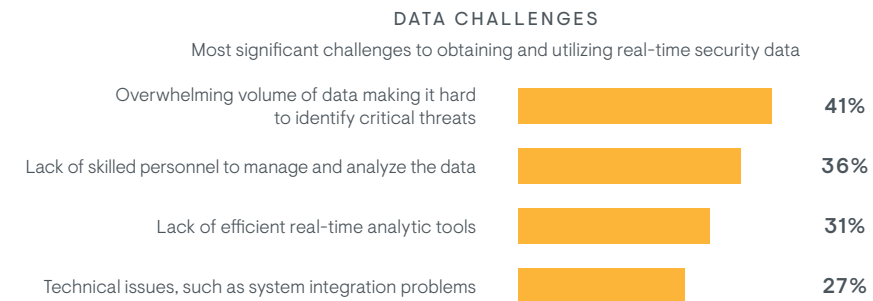 DATA CHALLENGES
Most significant challenges to obtaining and utilizing real-time security data
Overwhelming volume of data making it hard
to identify critical threats
41%
Lack of skilled personnel to manage and analyze the data
36%
Lack of efficient real-time analytic tools
31%
Technical issues, such as system integration problems
27%